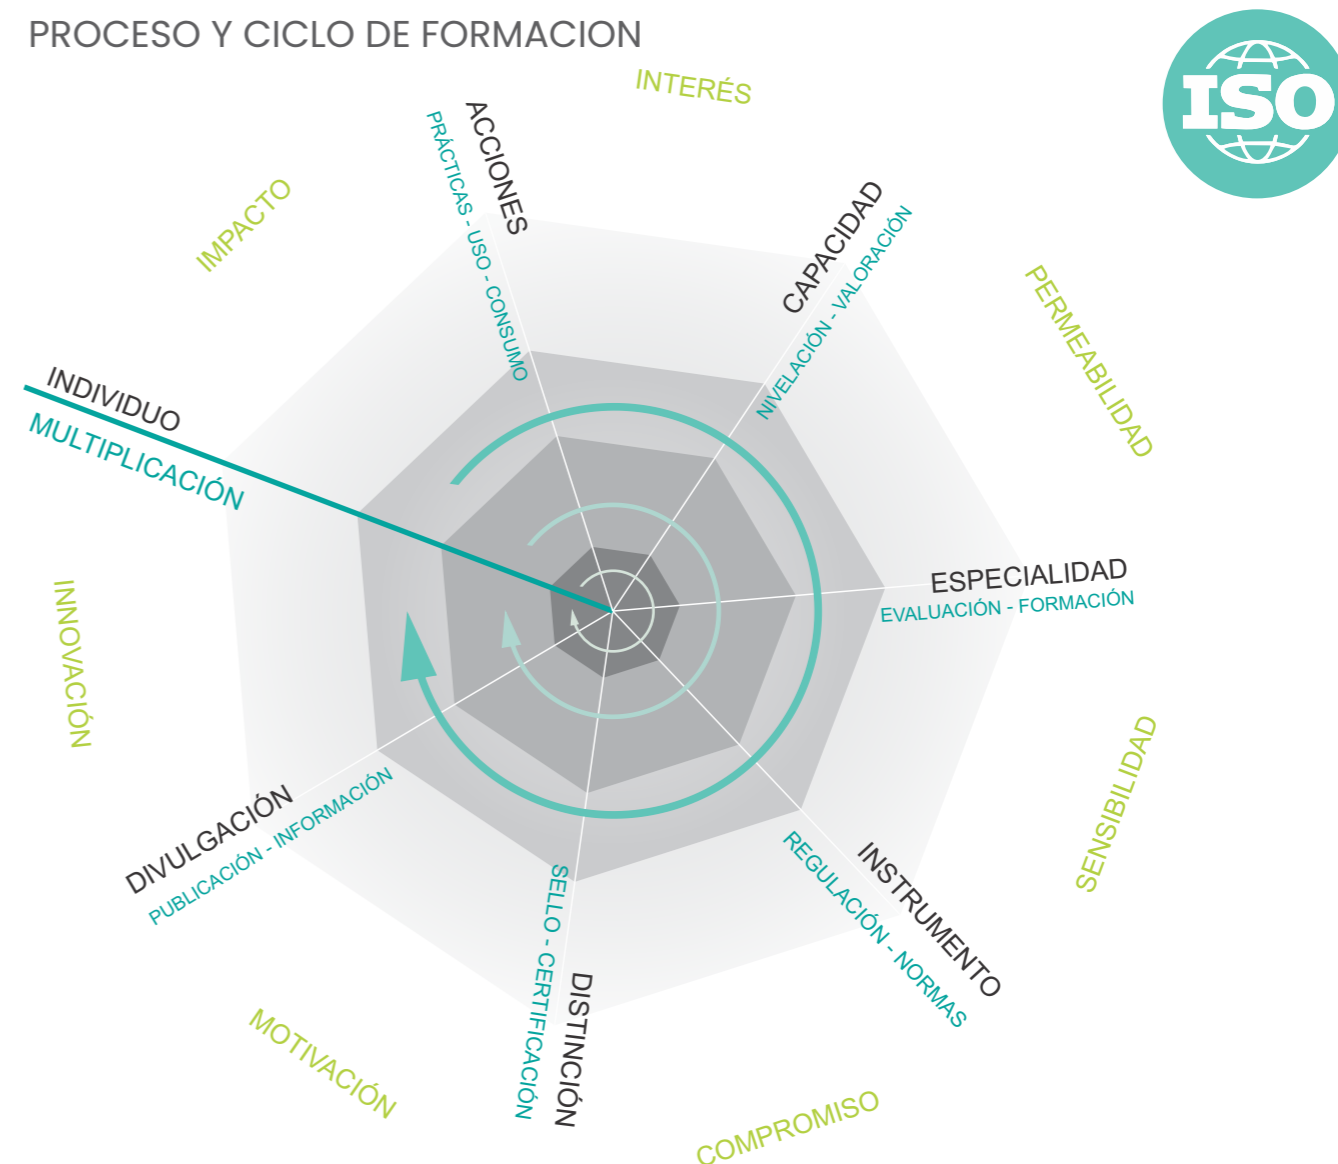 PROCESO Y CICLO DE FORMACION
ISO
INTERÉS
ACCIONES
PRÁCTICAS - USO - CONSUMO
IMPACTO
CAPACIDAD
NIVELACIÓN - VALORACIÓN
PERMEABILIDAD
INDIVIDUO
MULTIPLICACIÓN
ESPECIALIDAD
EVALUACIÓN - FORMACIÓN
INNOVACIÓN
SENSIBILIDAD
DIVULGACIÓN
PUBLICACIÓN - INFORMACIÓN
INSTRUMENTO
REGULACIÓN - NORMAS
SELLO - CERTIFICACIÓN
DISTINCIÓN
MOTIVACIÓN
COMPROMISO